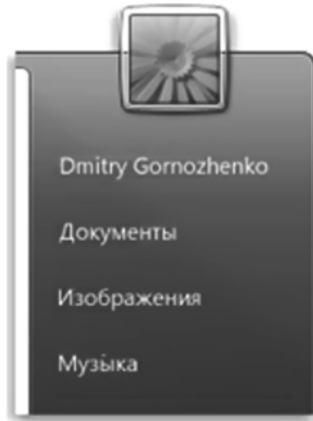 Dmitry Gornozhenko
Документы
Изображения
Музыка